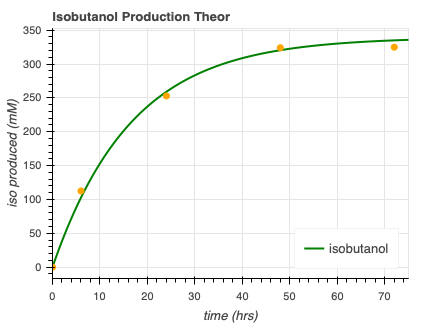 Isobutanol Production Theor
350
300
250
200
150
100
50
0
iso produced (mM)
isobutanol
0 10 20 30 40 50 60 70
time (hrs)